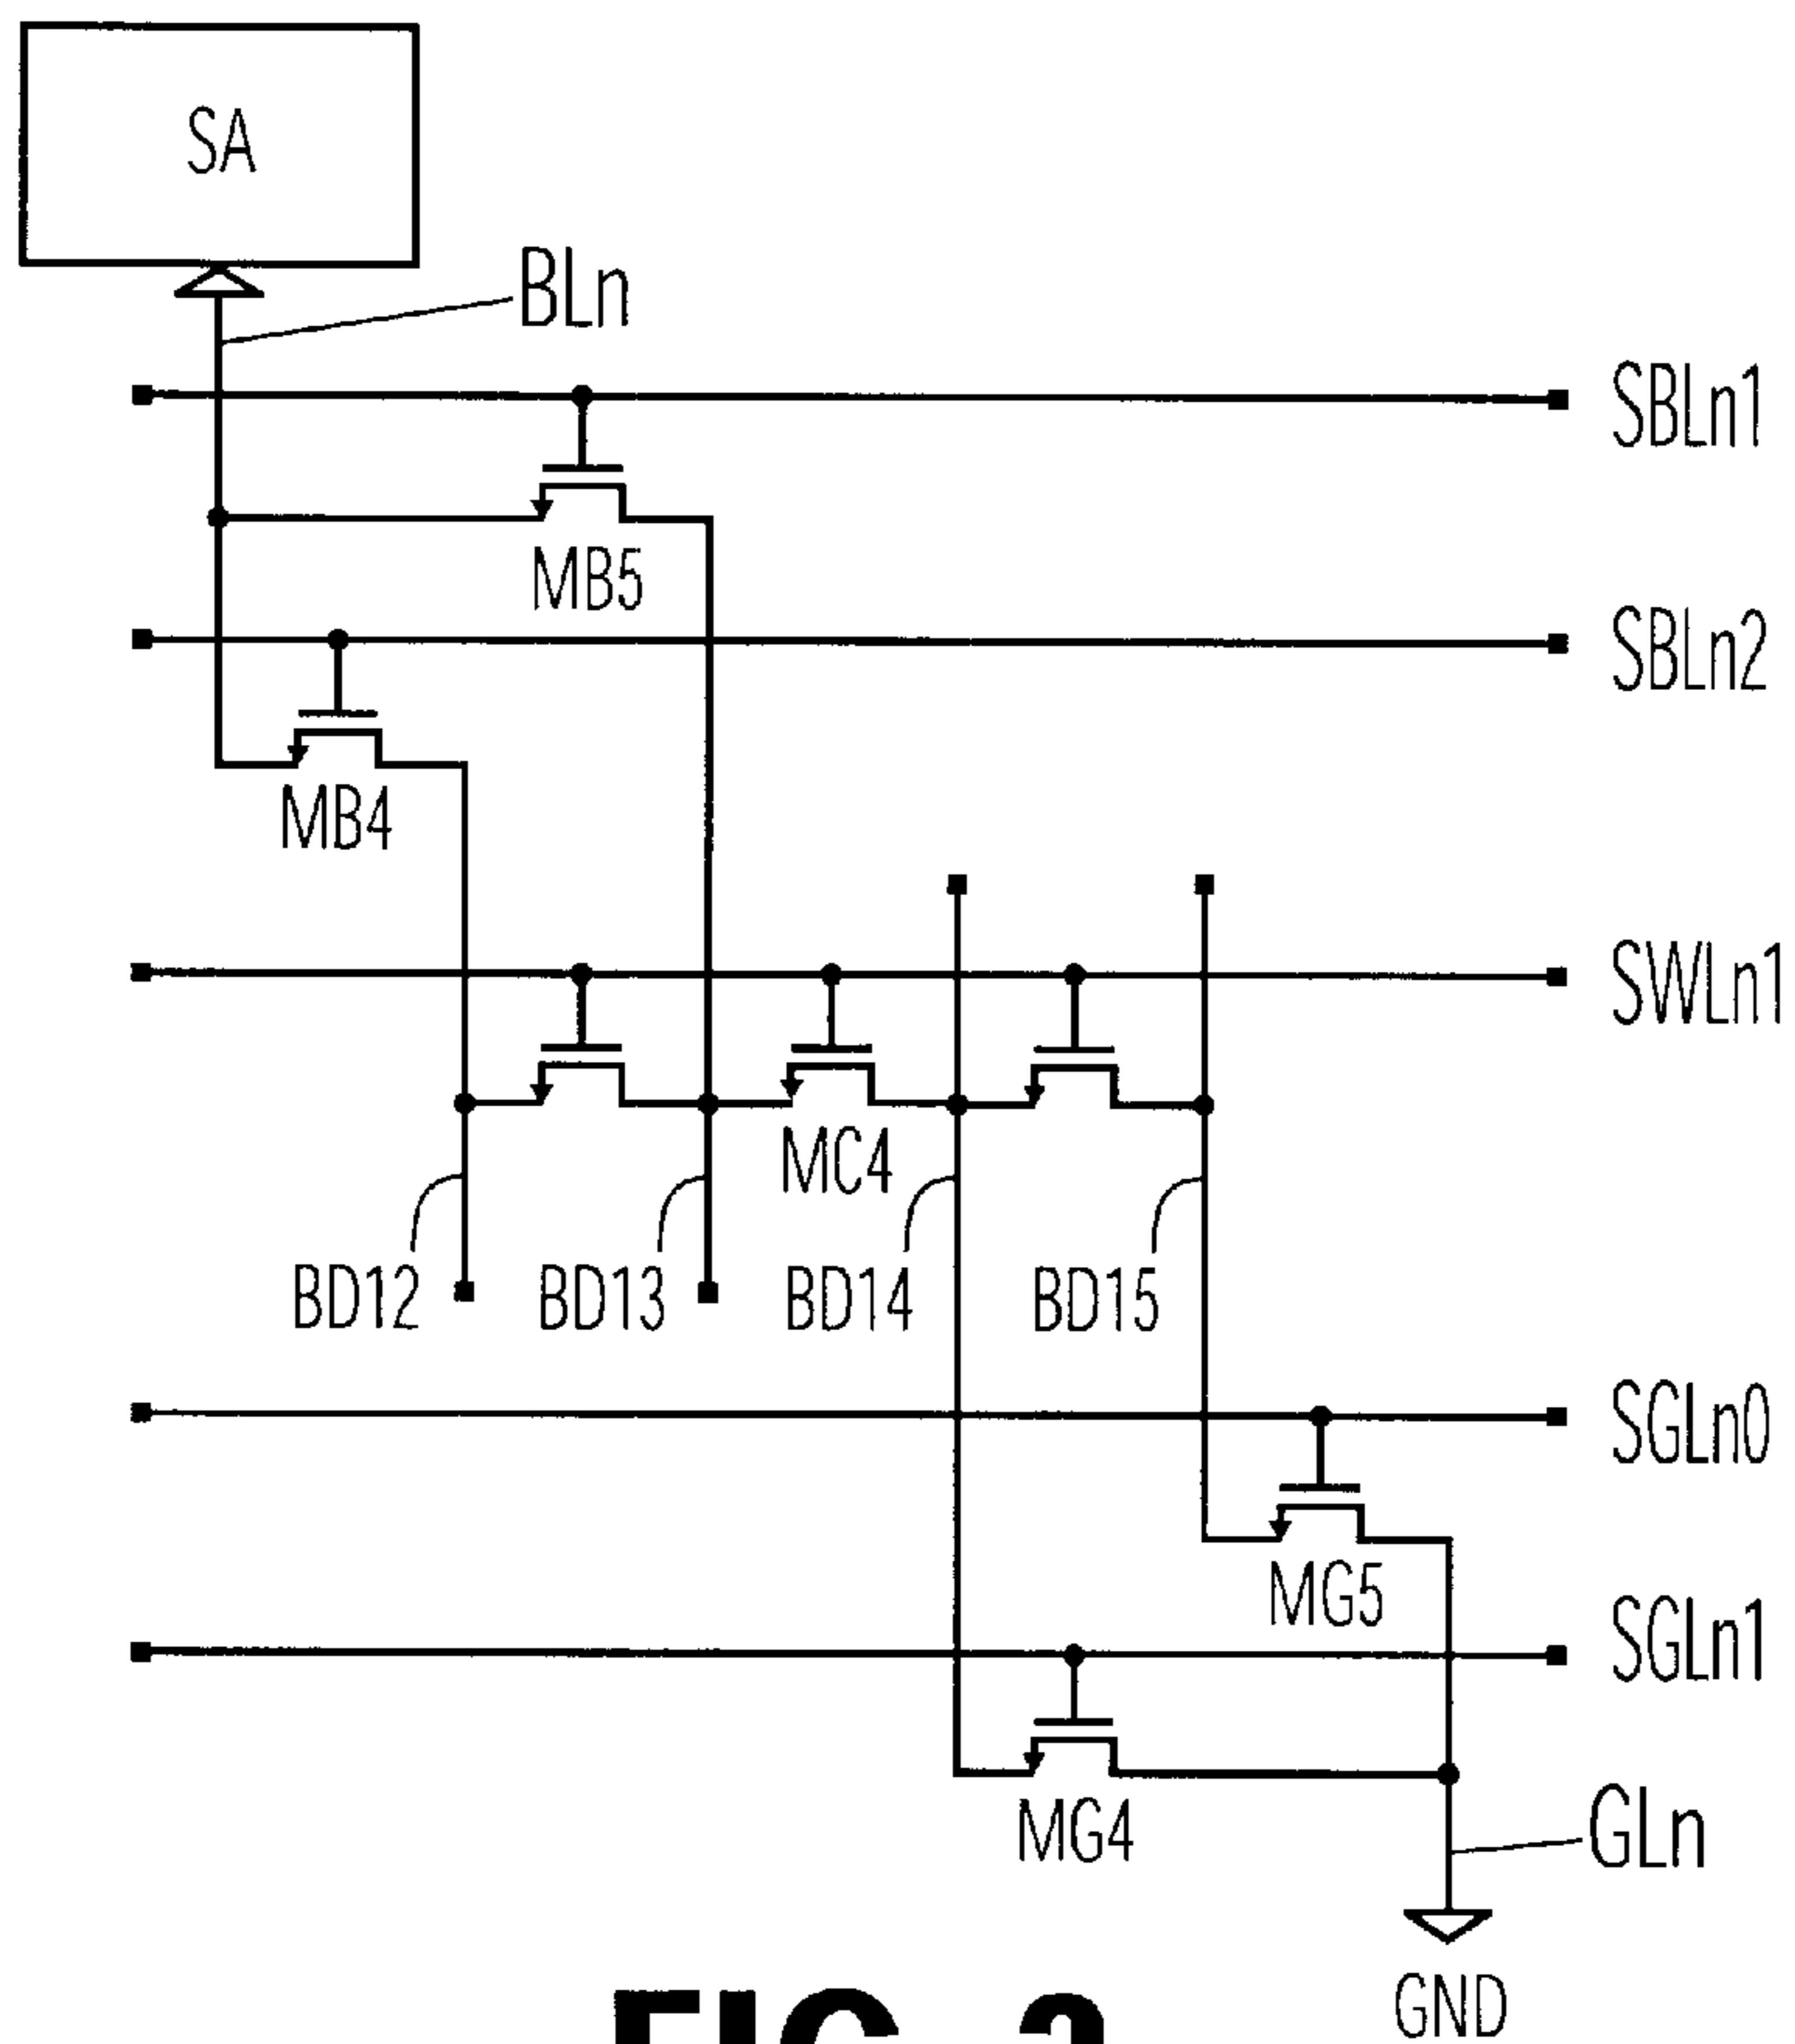 SA
BLn
SBLn1
MB5
SBLn2
MB4
SWLn1
MC4
BD12 BD13 BD14 BD15
SGLn0
MG5
SGLn1
MG4
GLn
GND